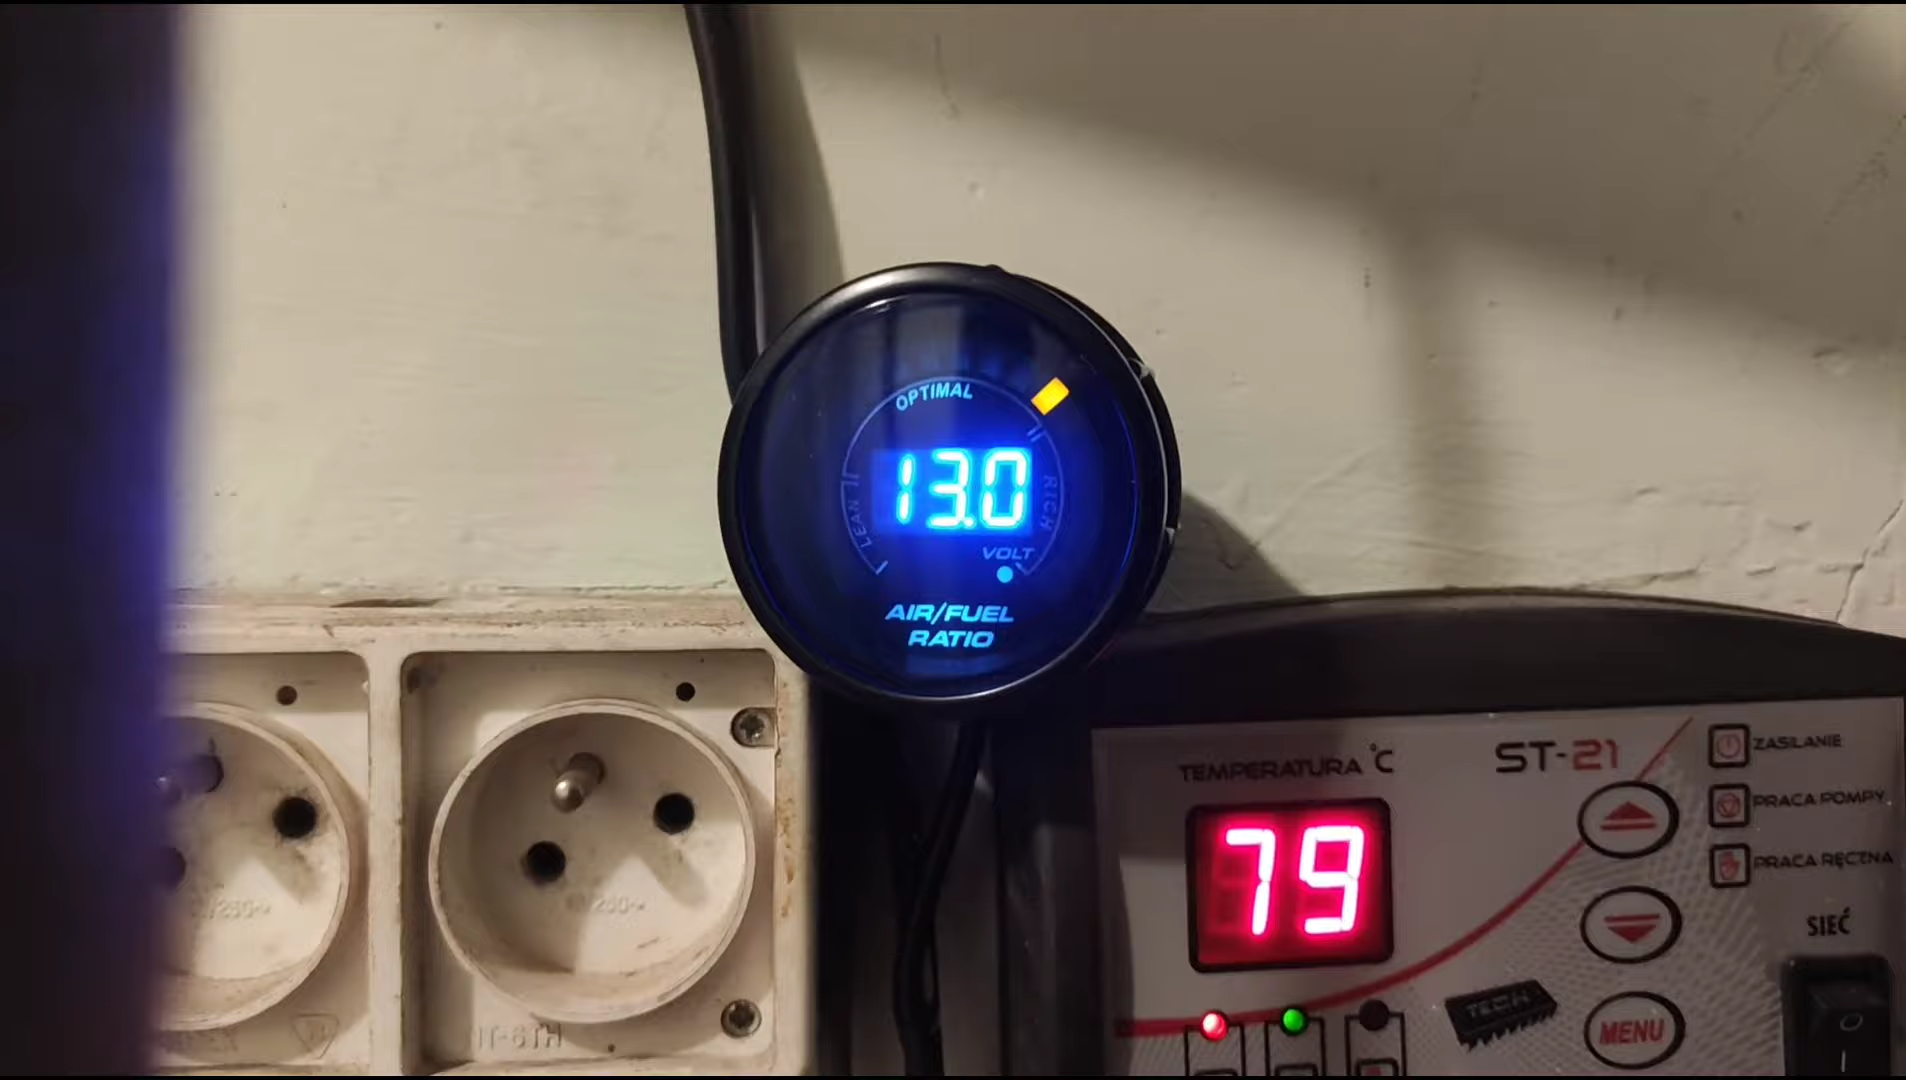 OPTIMAL
LEAN
13.0
RICH
VOLT
AIR/FUEL
RATIO
TEMPERATURA °C
ST-21
ZASILANIE
PRACA POMPY
PRACA RĘCZNA
79
SIEĆ
TECH
MENU